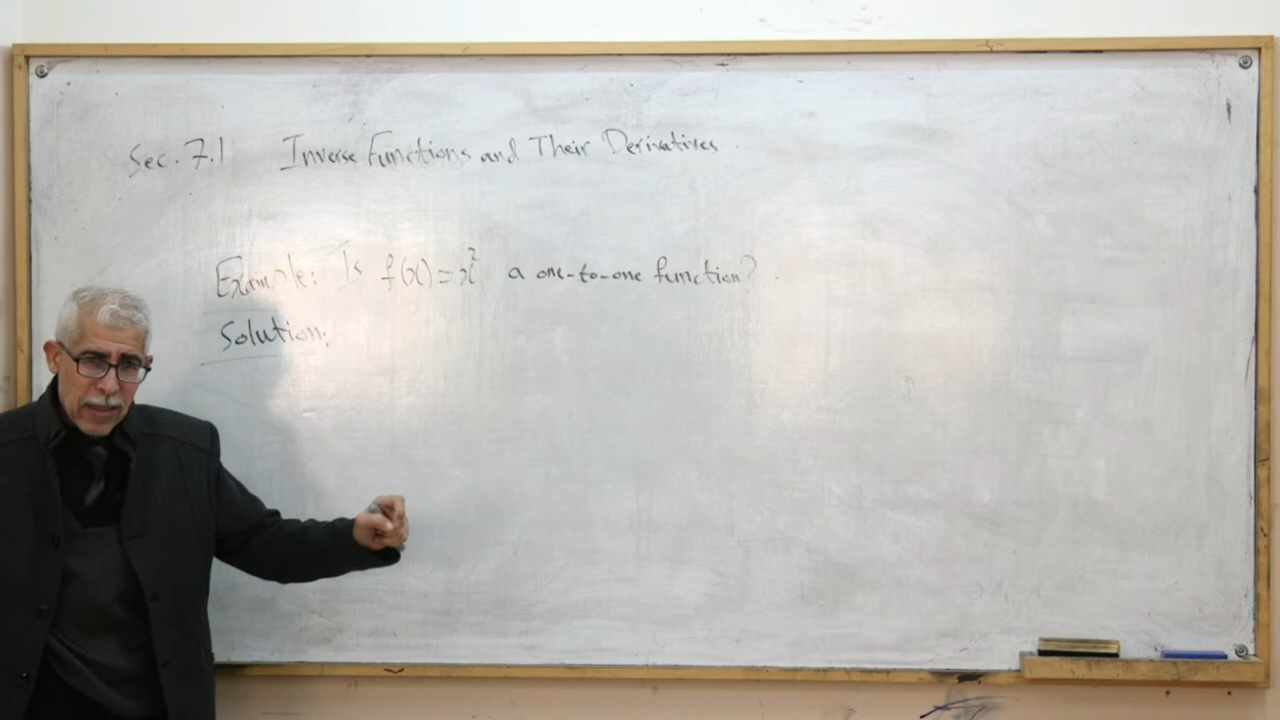 Sec. 7.1 Inverse Functions and Their Derivatives.
Example: Is f(x) = x² a one-to-one function?
Solution: